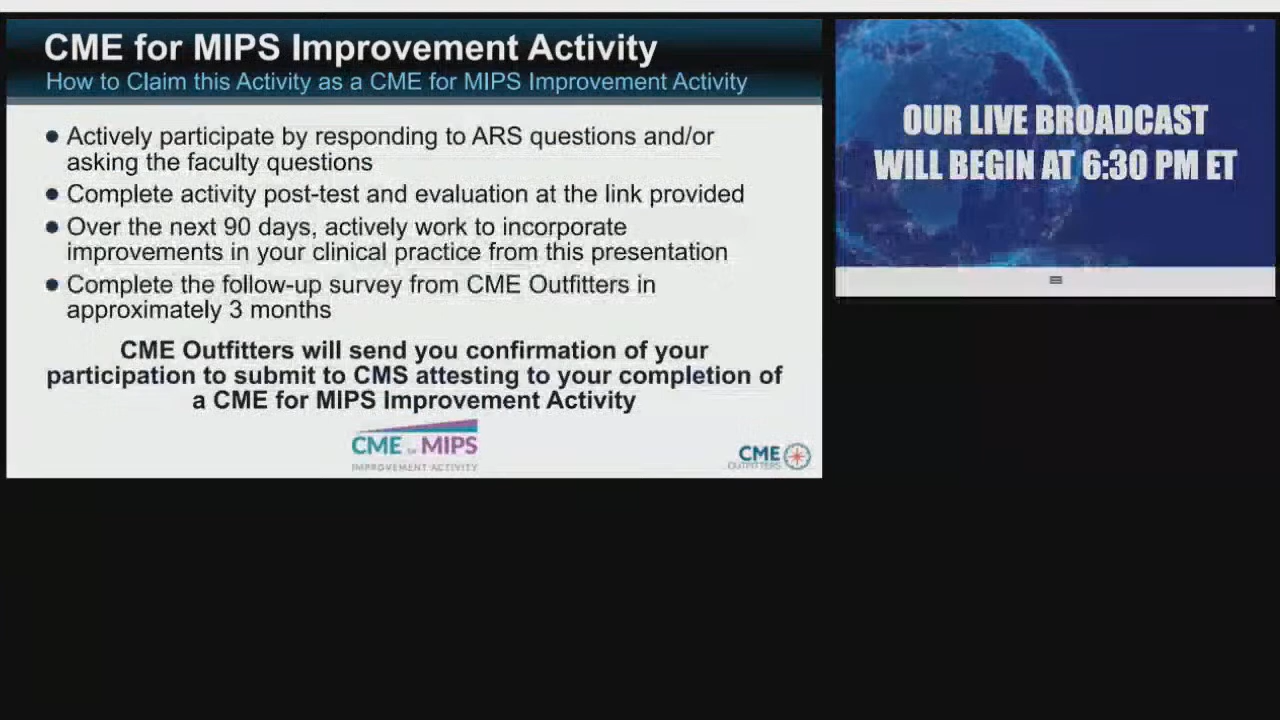 CME for MIPS Improvement Activity
How to Claim this Activity as a CME for MIPS Improvement Activity
● Actively participate by responding to ARS questions and/or
asking the faculty questions
● Complete activity post-test and evaluation at the link provided
● Over the next 90 days, actively work to incorporate
improvements in your clinical practice from this presentation
● Complete the follow-up survey from CME Outfitters in
approximately 3 months
CME Outfitters will send you confirmation of your
participation to submit to CMS attesting to your completion of
a CME for MIPS Improvement Activity
CME for MIPS
IMPROVEMENT ACTIVITY
CME
OUTFITTERS
OUR LIVE BROADCAST
WILL BEGIN AT 6:30 PM ET